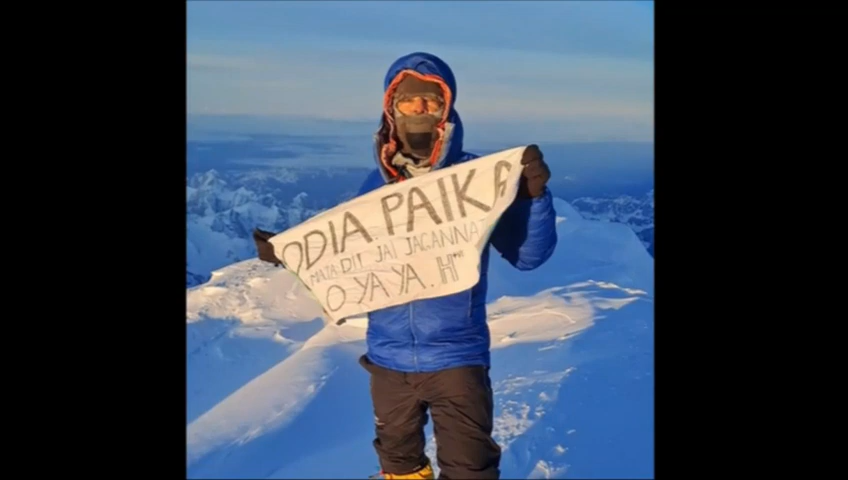 ODIA. PAIKA
MATA DI! JAI JAGANNAT
O YA YA. H